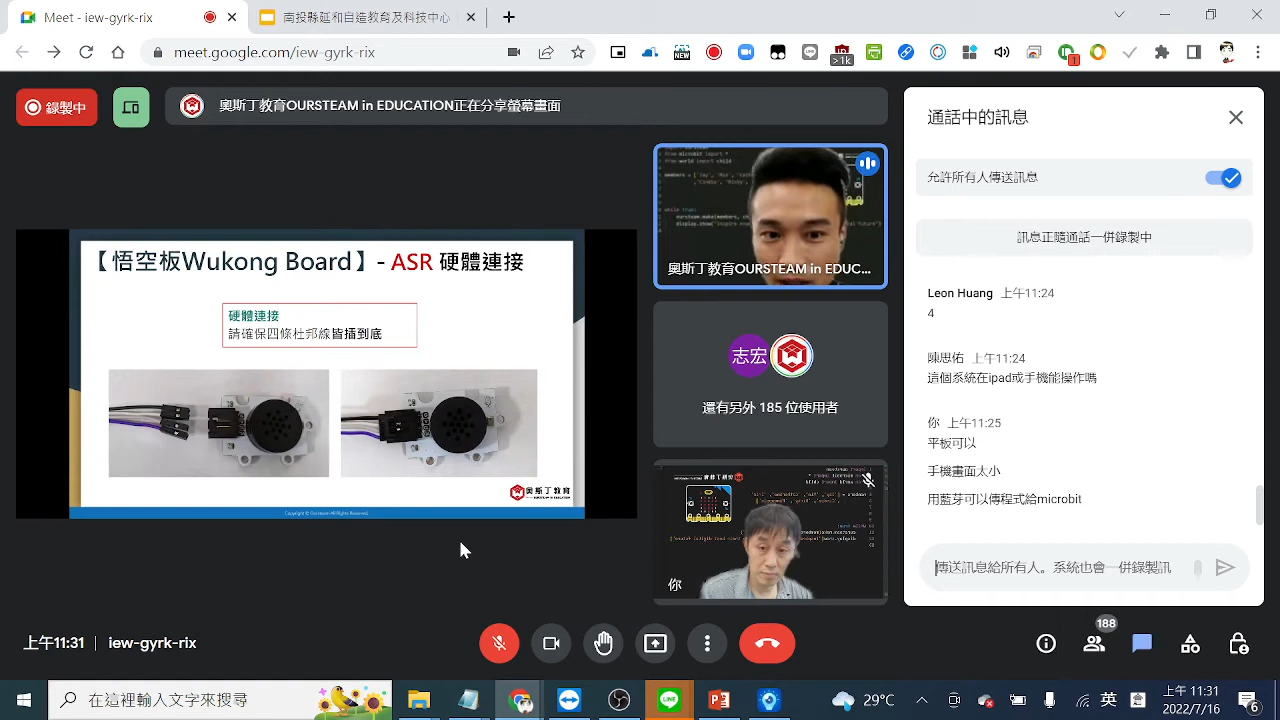 Meet - iew-gyrk-rix
南投縣延和自造教育及科技中心
meet.google.com/iew-gyrk-rix
NEW
>1k
1
錄製中
奧斯丁教育OURSTEAM in EDUCATION正在分享螢幕畫面
【悟空板Wukong Board】- ASR 硬體連接
硬體連接
請確保四條杜邦線皆插到底
奧斯丁教育
Copyright © Oursteam All Rights Reserved.
while True:
奧斯丁教育OURSTEAM in EDUC...
志宏
還有另外 185 位使用者
你
通話中的訊息
允許所有人傳送訊息
訊息正隨通話一併錄製中
Leon Huang 上午11:24
4
陳思佑 上午11:24
這個系統在ipad或手機能操作嗎
你 上午11:25
平板可以
手機畫面太小
用藍芽可以傳程式給microbit
傳送訊息給所有人。系統也會一併錄製訊
上午11:31 | iew-gyrk-rix
188
在這裡輸入文字來搜尋
LINE
29°C
上午 11:31
2022/7/16